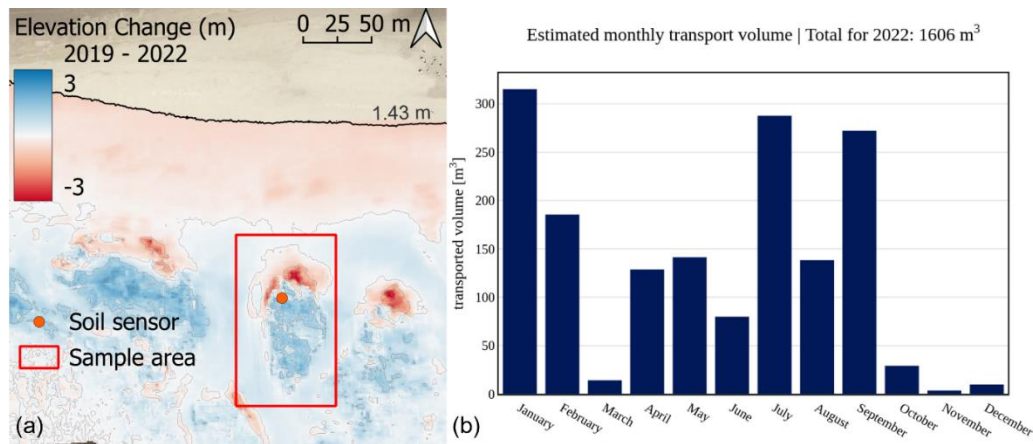 Elevation Change (m)
2019 - 2022
3
-3
0 25 50 m
1.43 m
Soil sensor
Sample area
(a)
Estimated monthly transport volume | Total for 2022: 1606 m³
transported volume [m³]
300
250
200
150
100
50
0
January
February
March
April
May
June
July
August
September
October
November
December
(b)